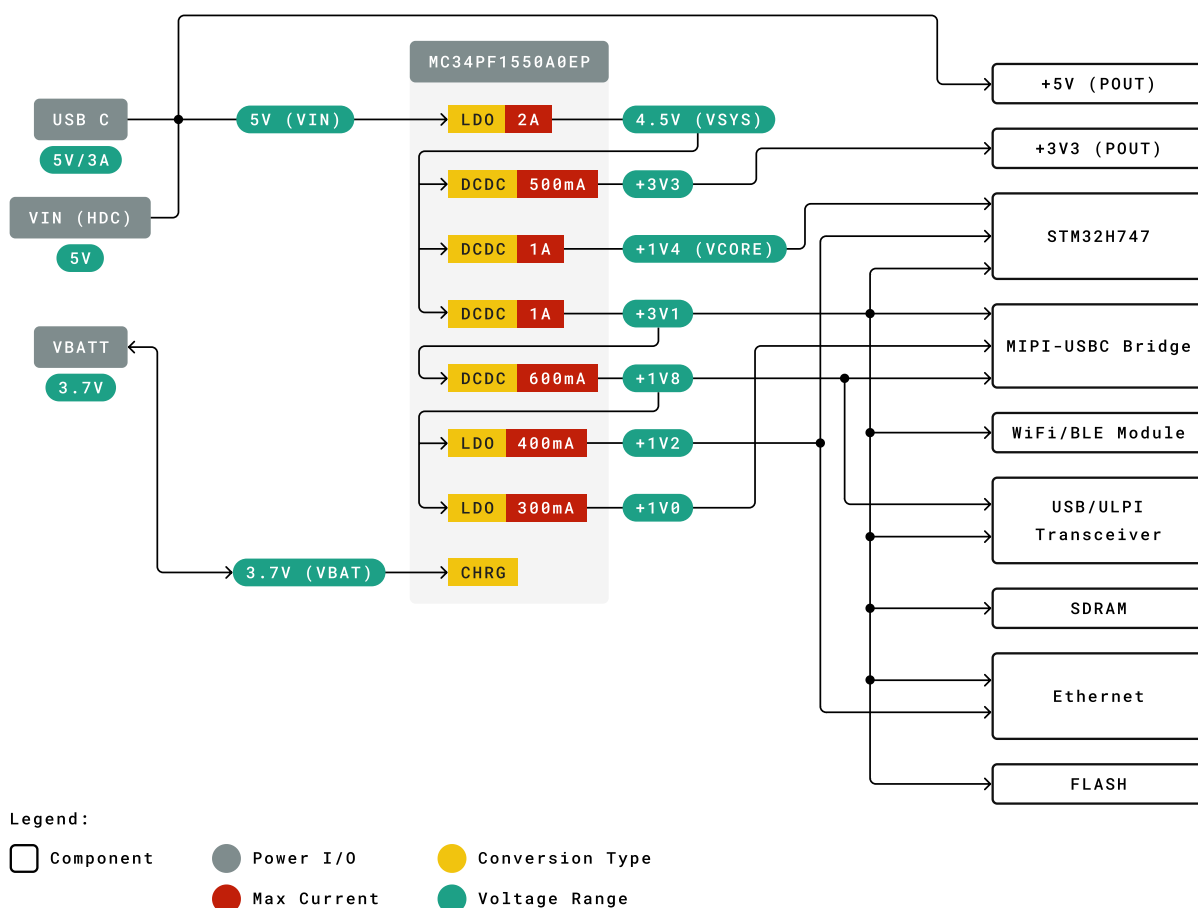 MC34PF1550A0EP
USB C
5V/3A
VIN (HDC)
5V
VBATT
3.7V
5V (VIN)
LDO 2A
4.5V (VSYS)
DCDC 500mA
+3V3
DCDC 1A
+1V4 (VCORE)
DCDC 1A
+3V1
DCDC 600mA
+1V8
LDO 400mA
+1V2
LDO 300mA
+1V0
3.7V (VBAT)
CHRG
+5V (POUT)
+3V3 (POUT)
STM32H747
MIPI-USBC Bridge
WiFi/BLE Module
USB/ULPI
Transceiver
SDRAM
Ethernet
FLASH
Legend:
Component
Power I/O
Conversion Type
Max Current
Voltage Range